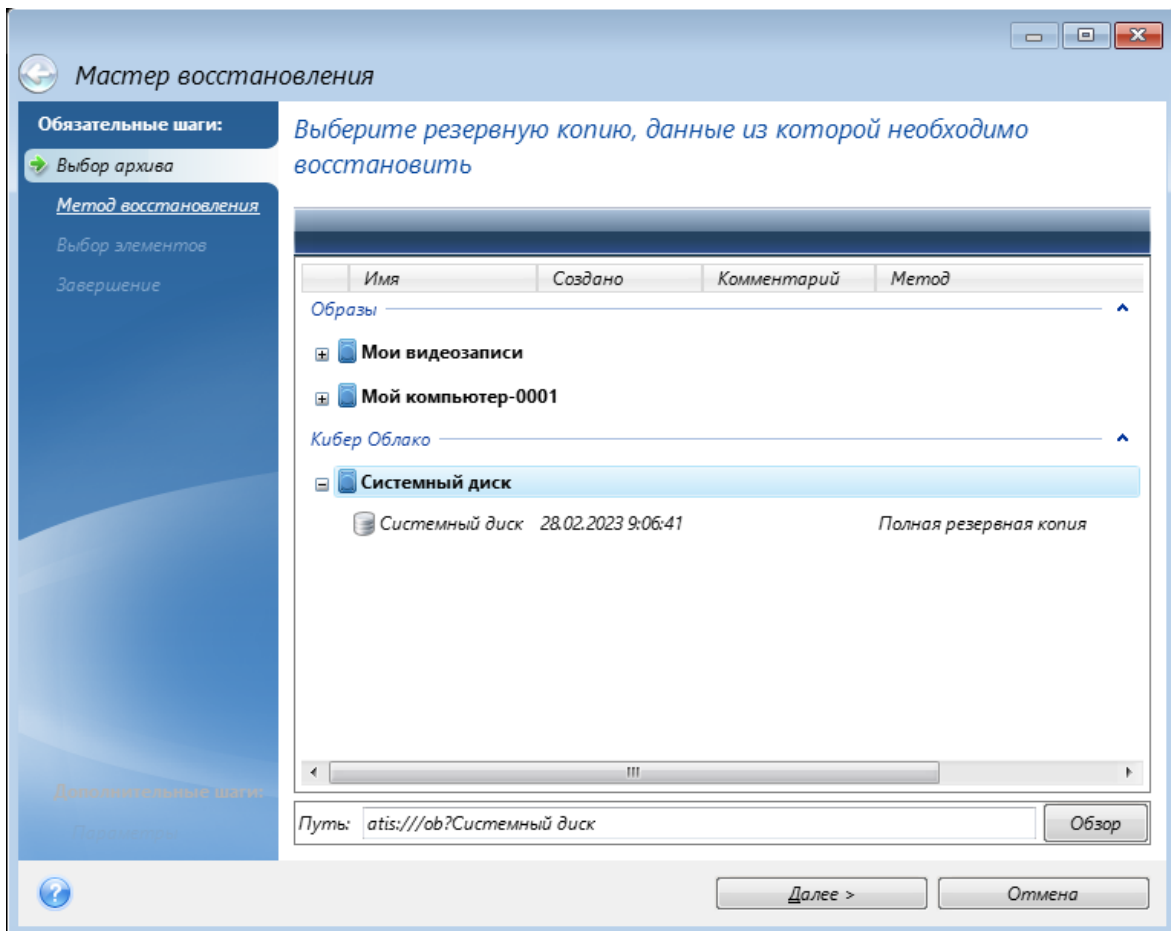 Мастер восстановления
Обязательные шаги:
Выбор архива
Метод восстановления
Выбор элементов
Завершение
Выберите резервную копию, данные из которой необходимо
восстановить
Имя Создано Комментарий Метод
Образы
Мои видеозаписи
Мой компьютер-0001
Кибер Облако
Системный диск
Системный диск 28.02.2023 9:06:41 Полная резервная копия
шаги:
Путь: atis:///ob?Системный диск Обзор
Далее > Отмена